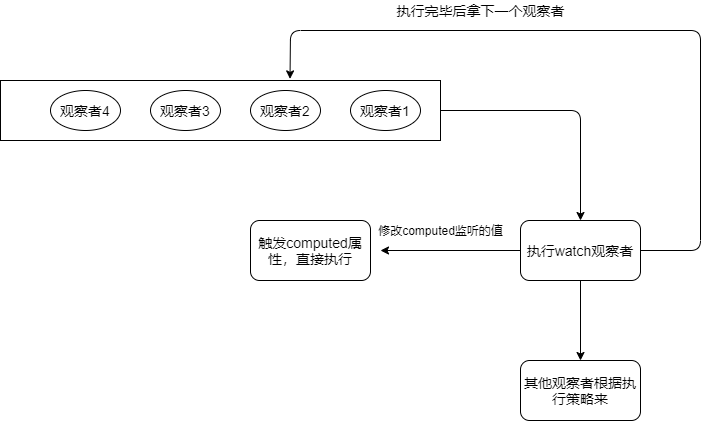 执行完毕后拿下一个观察者
观察者4 观察者3 观察者2 观察者1
修改computed监听的值
触发computed属
性，直接执行
执行watch观察者
其他观察者根据执
行策略来